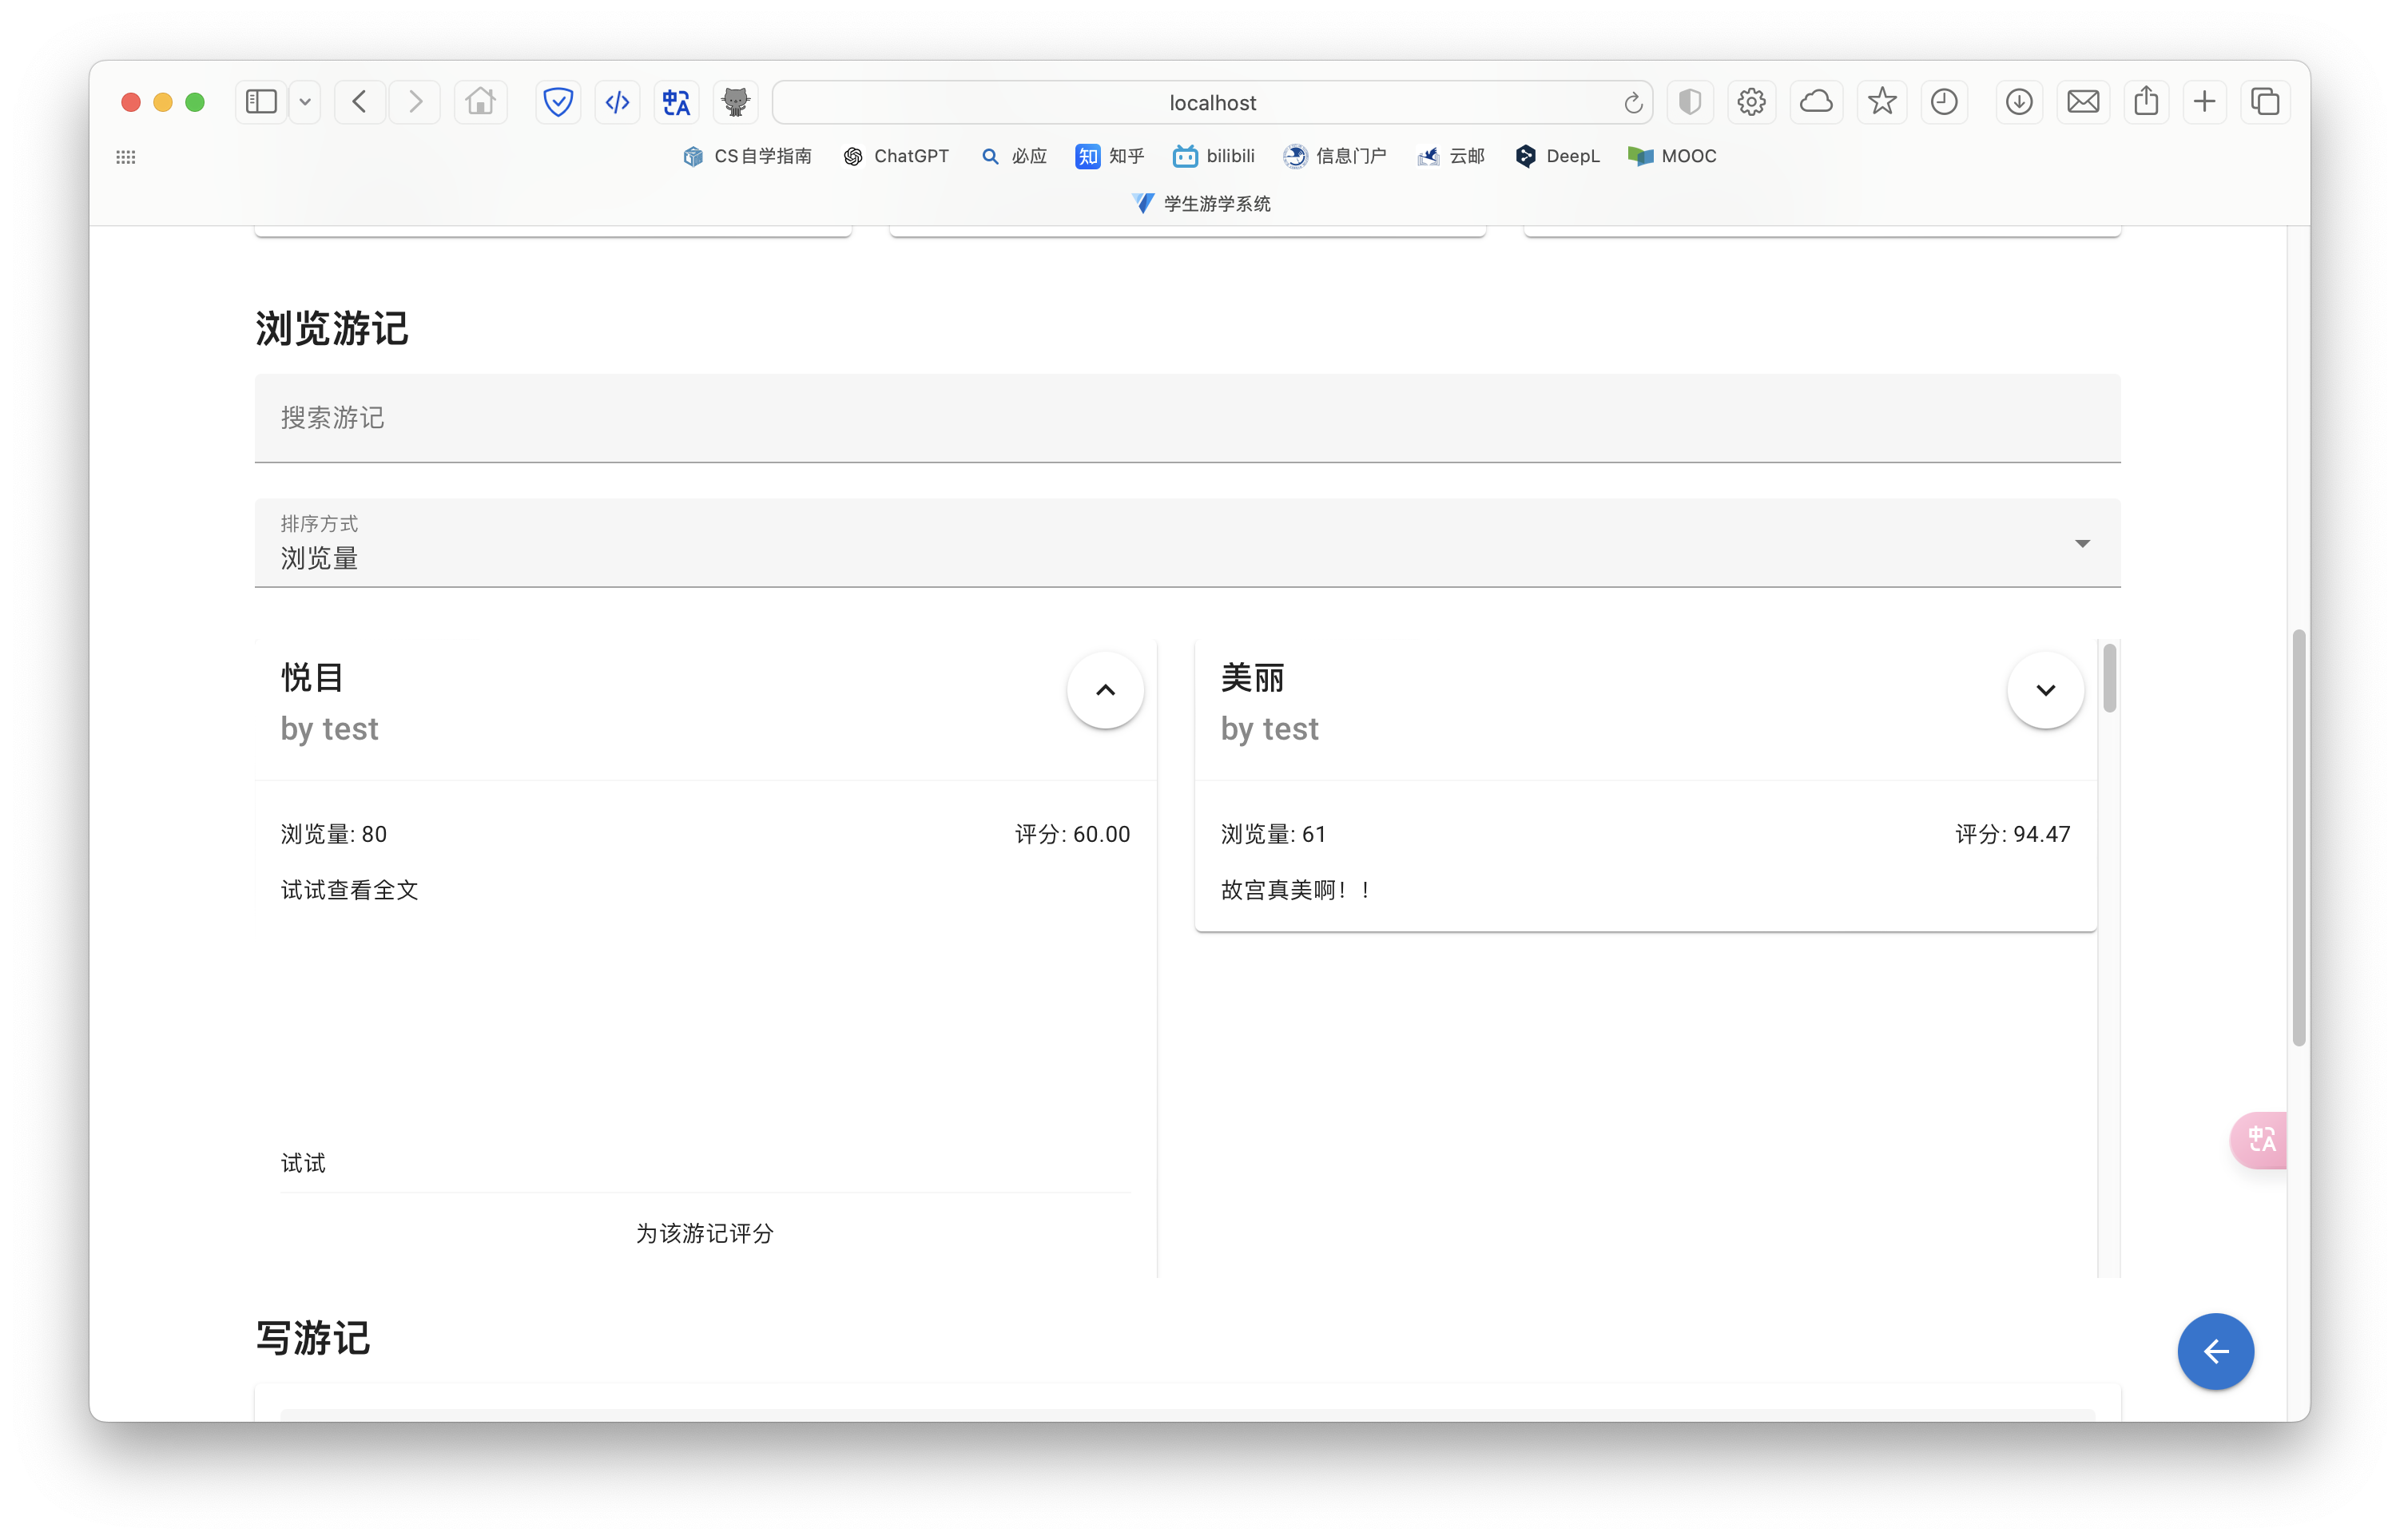 localhost
CS自学指南
ChatGPT
必应
知 知乎
bilibili
信息门户
云邮
DeepL
MOOC
学生游学系统
浏览游记
搜索游记
排序方式
浏览量
悦目
by test
浏览量: 80
评分: 60.00
试试查看全文
试试
为该游记评分
美丽
by test
浏览量: 61
评分: 94.47
故宫真美啊！！
写游记